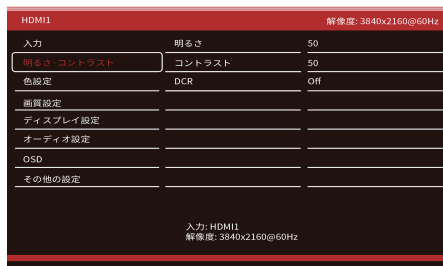 HDMI1 解像度: 3840x2160@60Hz
入力 明るさ 50
明るさ·コントラスト コントラスト 50
色設定 DCR Off
画質設定
ディスプレイ設定
オーディオ設定
OSD
その他の設定
入力: HDMI1
解像度: 3840x2160@60Hz